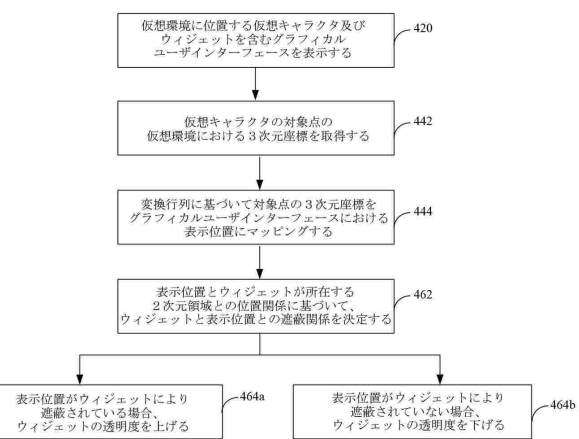 仮想環境に位置する仮想キャラクタ及び
ウィジェットを含むグラフィカル
ユーザインターフェースを表示する
420
仮想キャラクタの対象点の
仮想環境における3次元座標を取得する
442
変換行列に基づいて対象点の3次元座標を
グラフィカルユーザインターフェースにおける
表示位置にマッピングする
444
表示位置とウィジェットが所在する
2次元領域との位置関係に基づいて、
ウィジェットと表示位置との遮蔽関係を決定する
462
表示位置がウィジェットにより
遮蔽されている場合、
ウィジェットの透明度を上げる
464a
表示位置がウィジェットにより
遮蔽されていない場合、
ウィジェットの透明度を下げる
464b